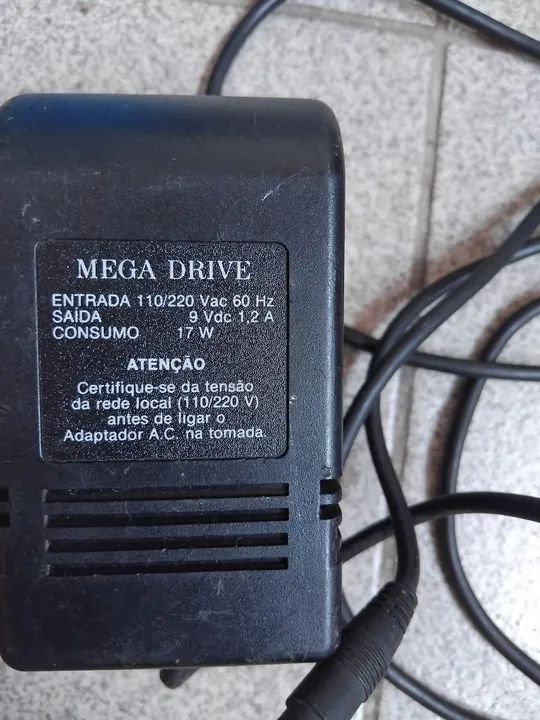 MEGA DRIVE
ENTRADA 110/220 Vac 60 Hz
SAÍDA 9 Vdc 1,2 A
CONSUMO 17 W
ATENÇÃO
Certifique-se da tensão
da rede local (110/220 V)
antes de ligar o
Adaptador A.C. na tomada.